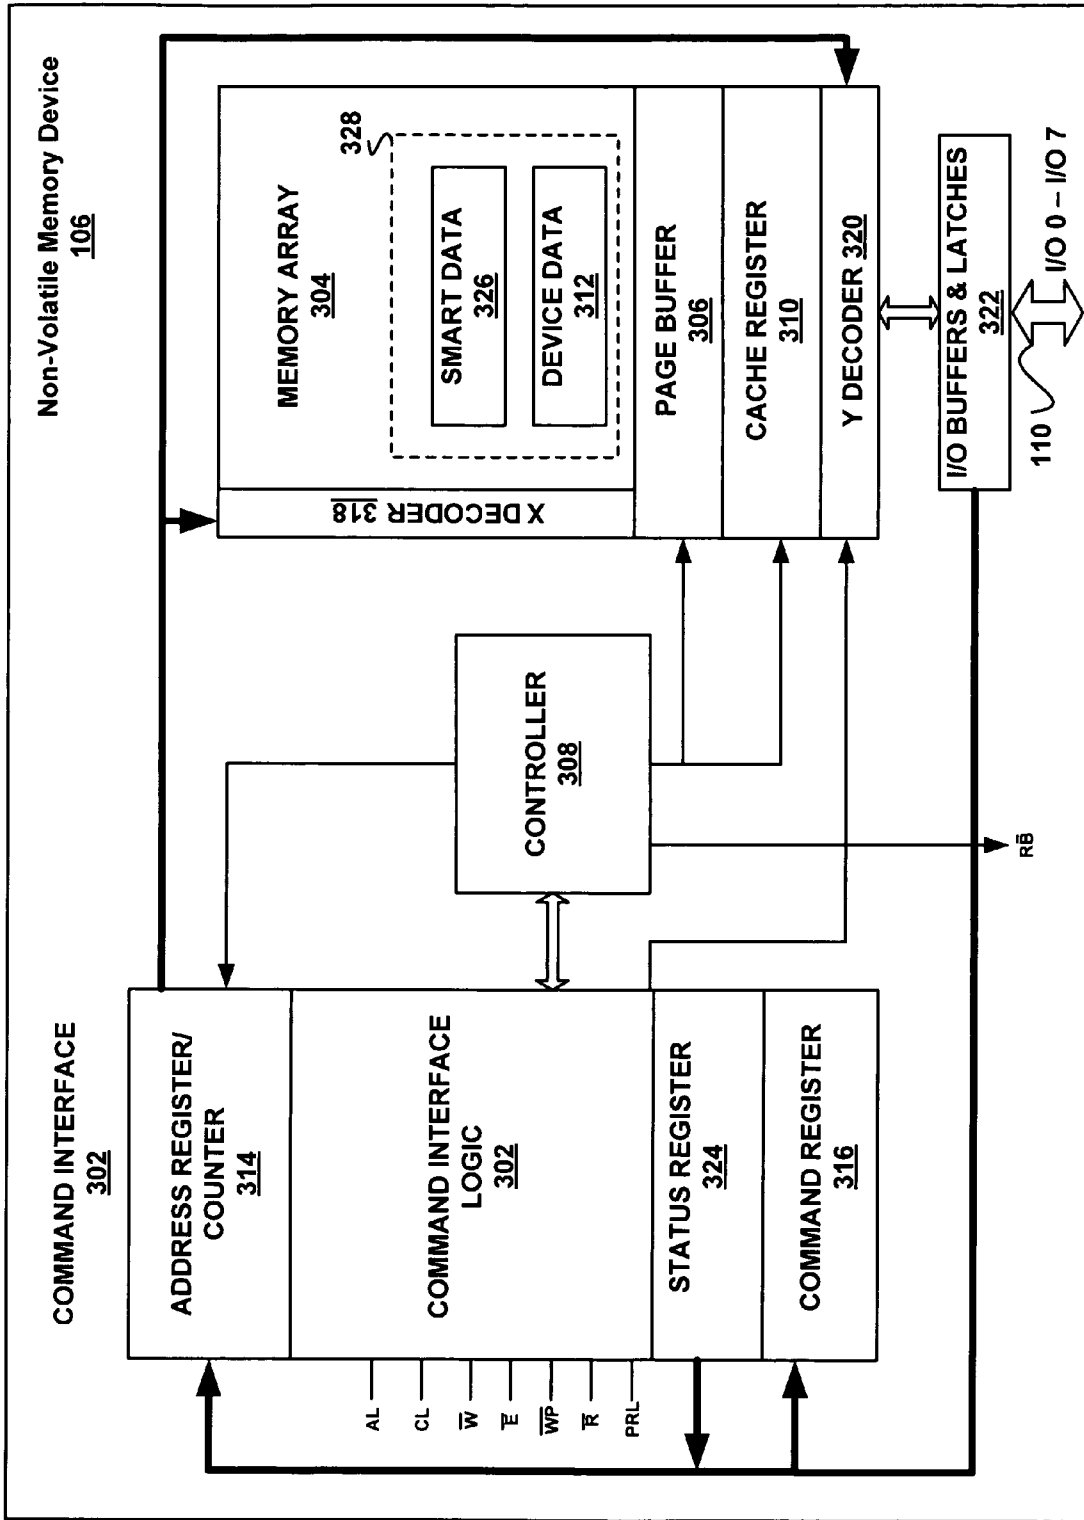 Non-Volatile Memory Device
106
COMMAND INTERFACE
302
ADDRESS REGISTER/
COUNTER
314
COMMAND INTERFACE
LOGIC
302
STATUS REGISTER
324
COMMAND REGISTER
316
AL
CL
W
E
WP
R
PRL
CONTROLLER
308
RB
X DECODER 318
MEMORY ARRAY
304
328
SMART DATA
326
DEVICE DATA
312
PAGE BUFFER
306
CACHE REGISTER
310
Y DECODER 320
I/O BUFFERS & LATCHES
322
110
I/O 0 – I/O 7